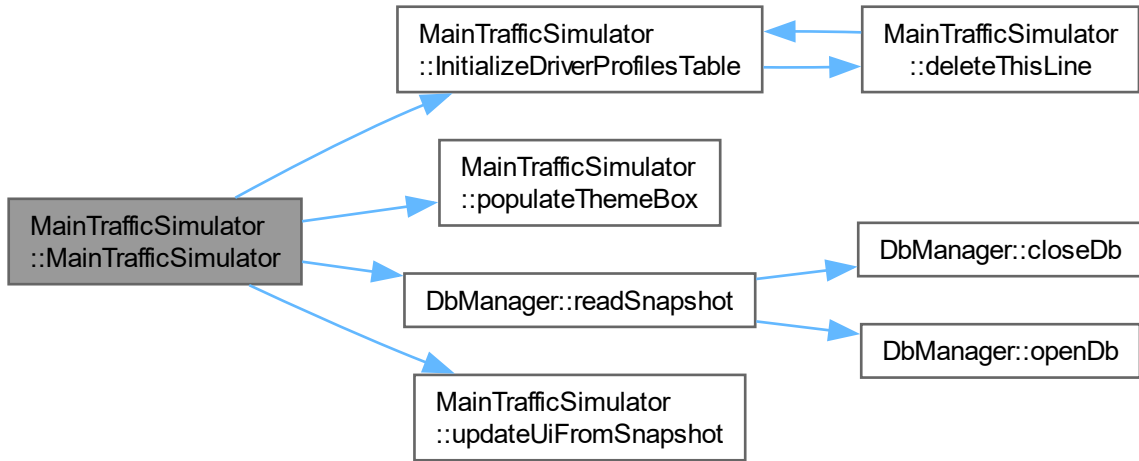 MainTrafficSimulator
::MainTrafficSimulator
MainTrafficSimulator
::InitializeDriverProfilesTable
MainTrafficSimulator
::deleteThisLine
MainTrafficSimulator
::populateThemeBox
DbManager::readSnapshot
DbManager::closeDb
DbManager::openDb
MainTrafficSimulator
::updateUiFromSnapshot